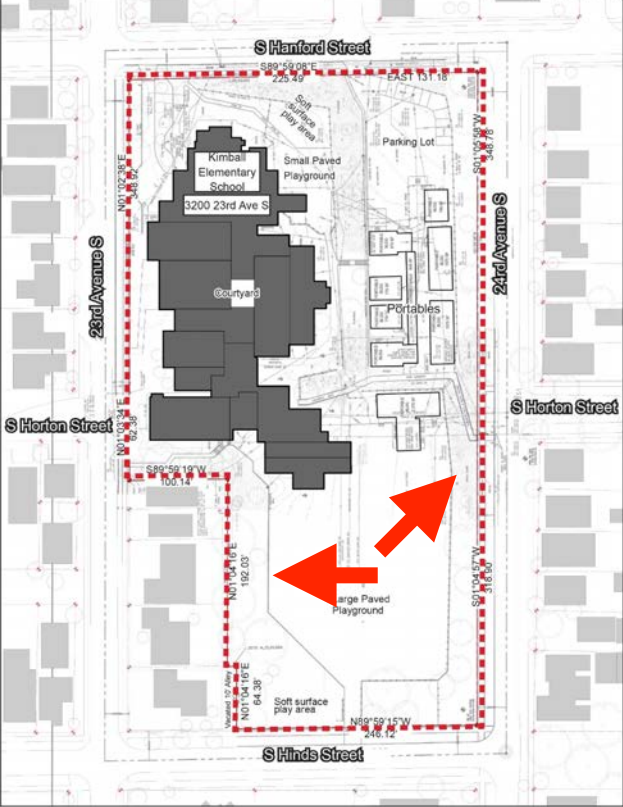 S Hanford Street
S89°59'08"E
225.49'
EAST 131.18'
Soft
surface
play area
Parking Lot
S01°05'58"W
348.78'
N01°02'38"E
348.92'
Kimball
Elementary
School
3200 23rd Ave S
Small Paved
Playground
23rd Avenue S
24rd Avenue S
Courtyard
Portables
S Horton Street
S Horton Street
N01°03'34"E
62.38'
S89°59'19"W
100.14'
N01°04'16"E
192.03'
S01°04'57"W
318.90'
arge Paved
Playground
Vacated 10' Alley
N01°04'16"E
64.38'
Soft surface
play area
N89°59'15"W
246.12'
S Hinds Street